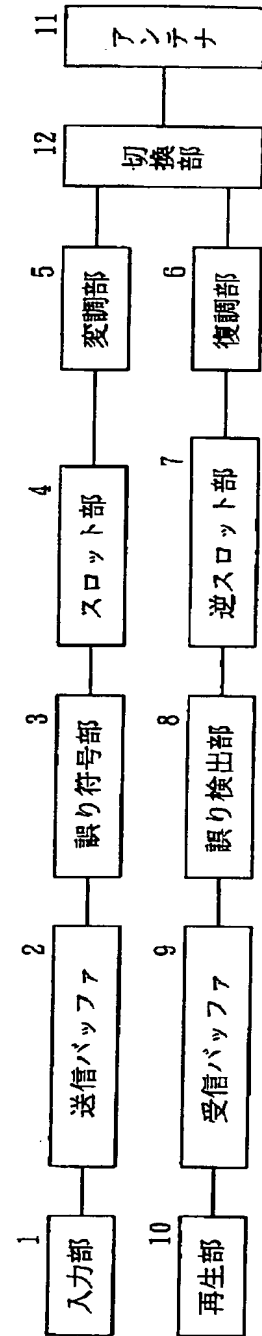 1
入力部
2
送信バッファ
3
誤り符号部
4
スロット部
5
変調部
12
切換部
11
アンテナ
10
再生部
9
受信バッファ
8
誤り検出部
7
逆スロット部
6
復調部